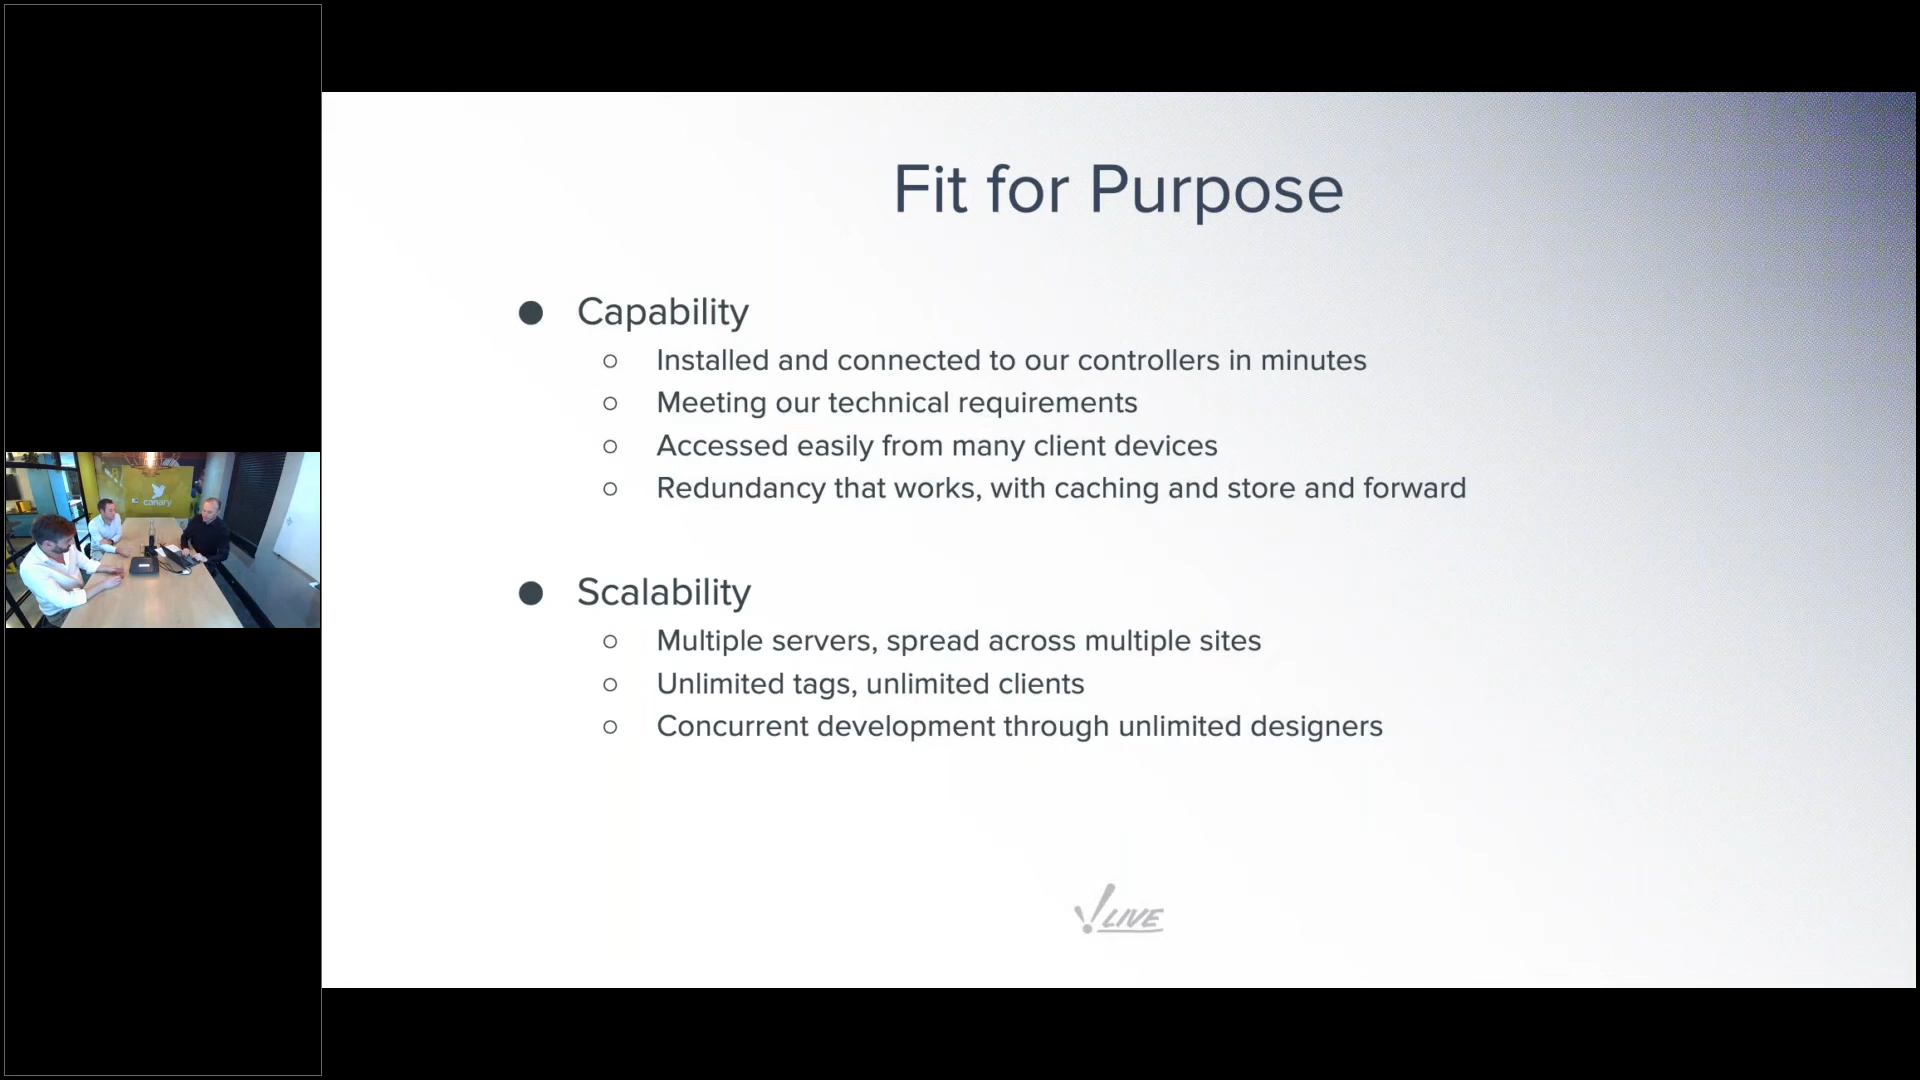 Fit for Purpose
● Capability
○ Installed and connected to our controllers in minutes
○ Meeting our technical requirements
○ Accessed easily from many client devices
○ Redundancy that works, with caching and store and forward
● Scalability
○ Multiple servers, spread across multiple sites
○ Unlimited tags, unlimited clients
○ Concurrent development through unlimited designers
LIVE
canary